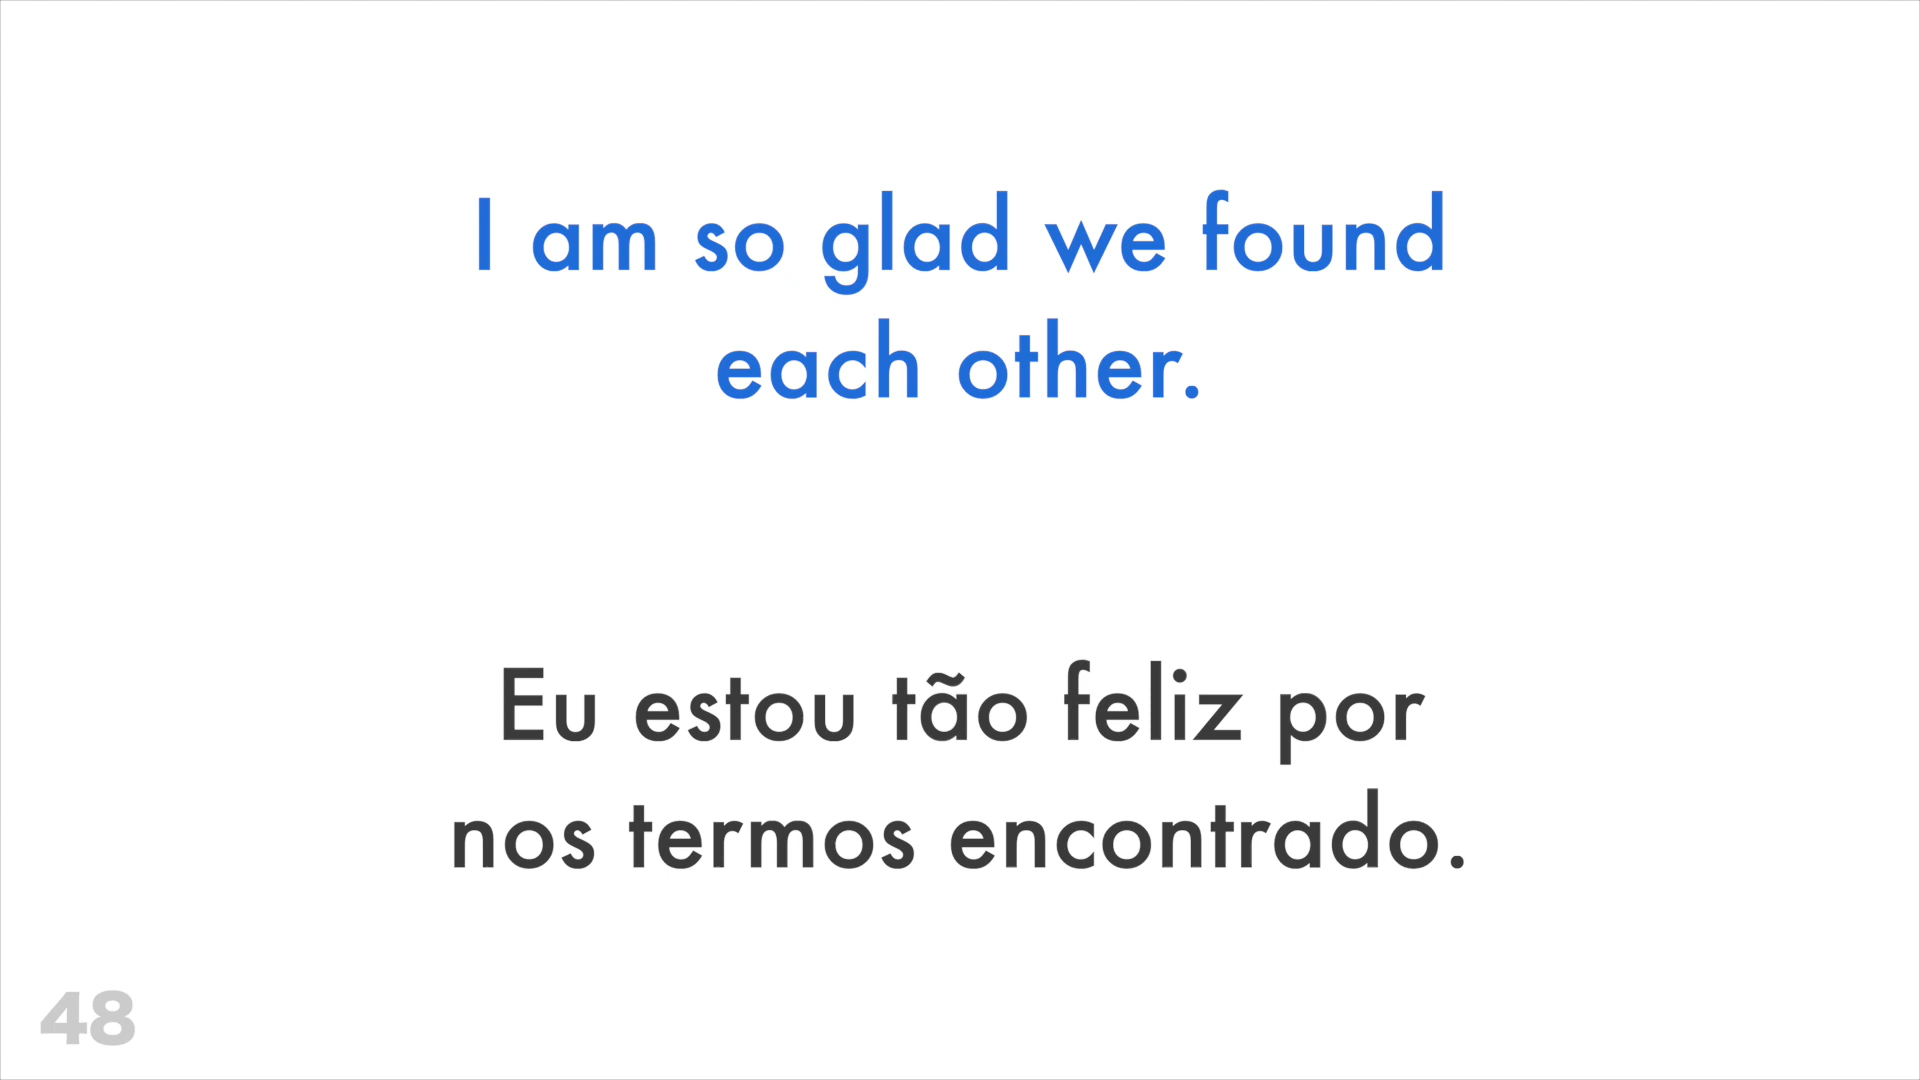 I am so glad we found
each other.
Eu estou tão feliz por
nos termos encontrado.
48